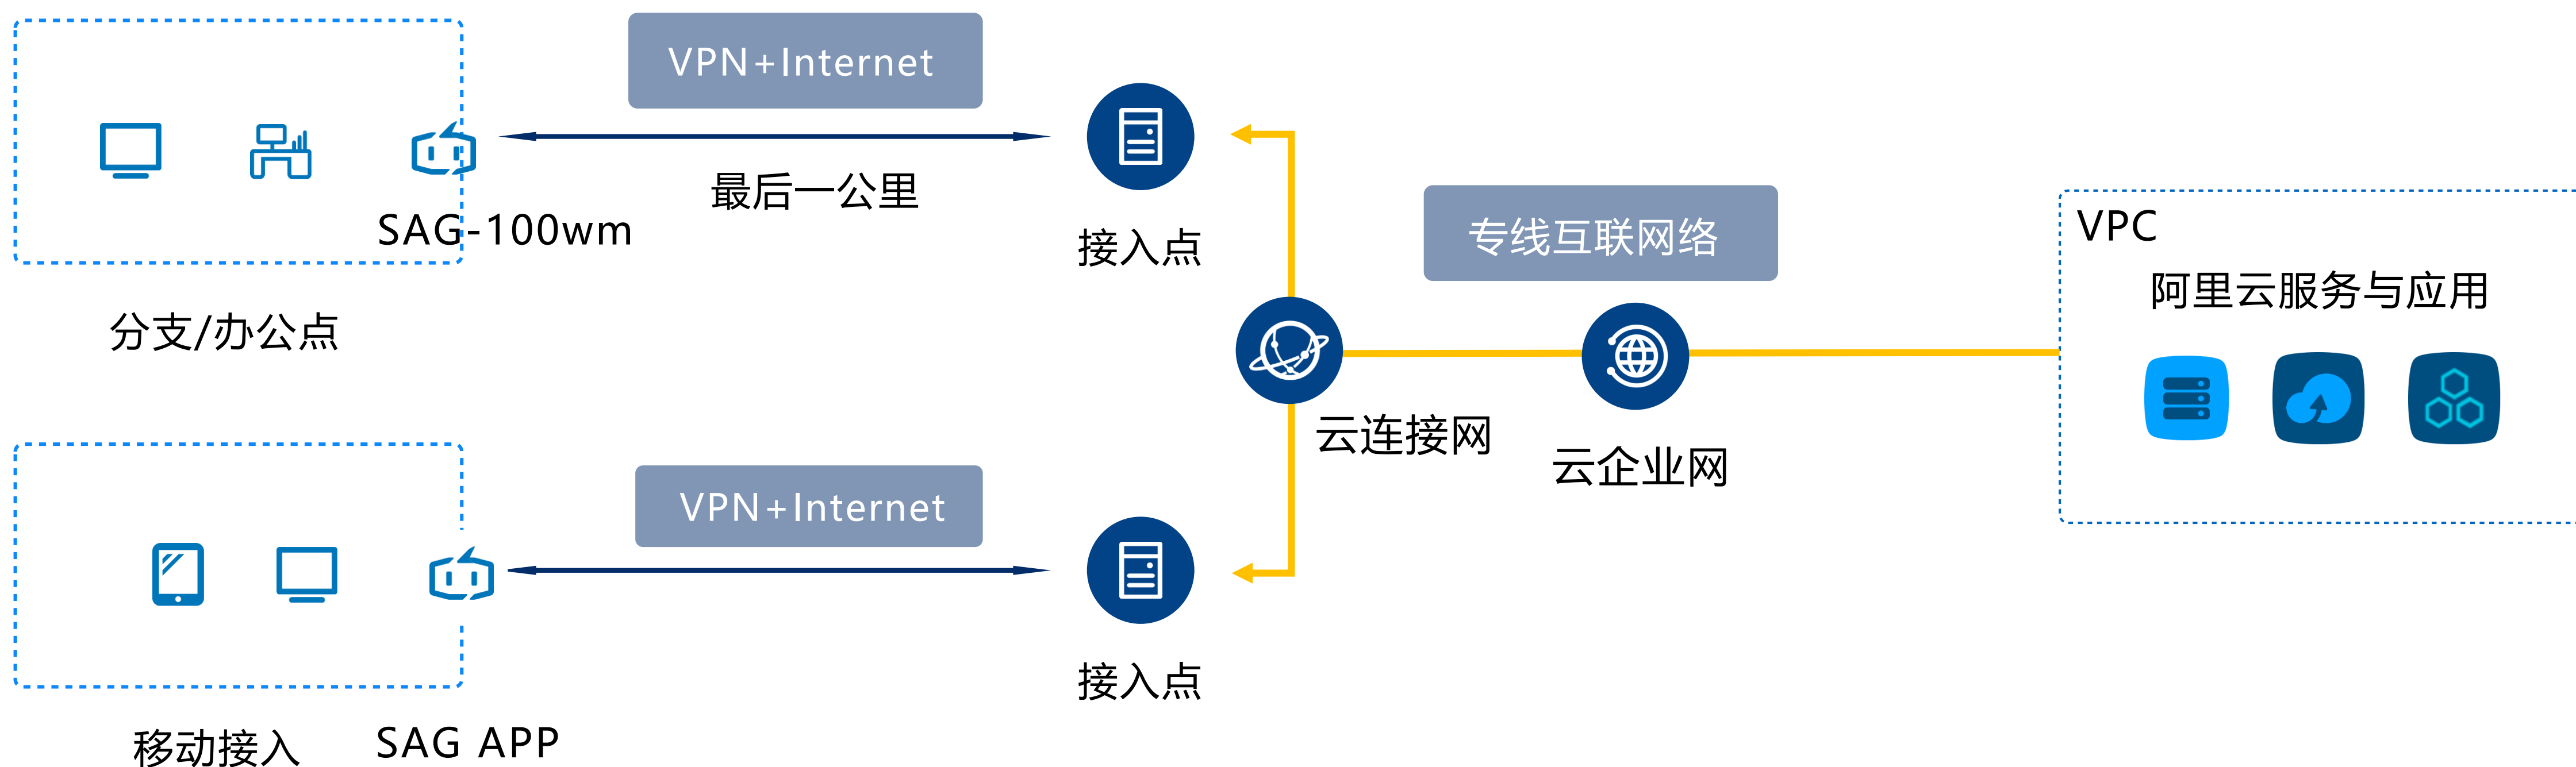 VPN+Internet
最后一公里
SAG-100wm
分支/办公点
接入点
专线互联网络
VPC
阿里云服务与应用
云连接网
云企业网
VPN+Internet
接入点
移动接入
SAG APP